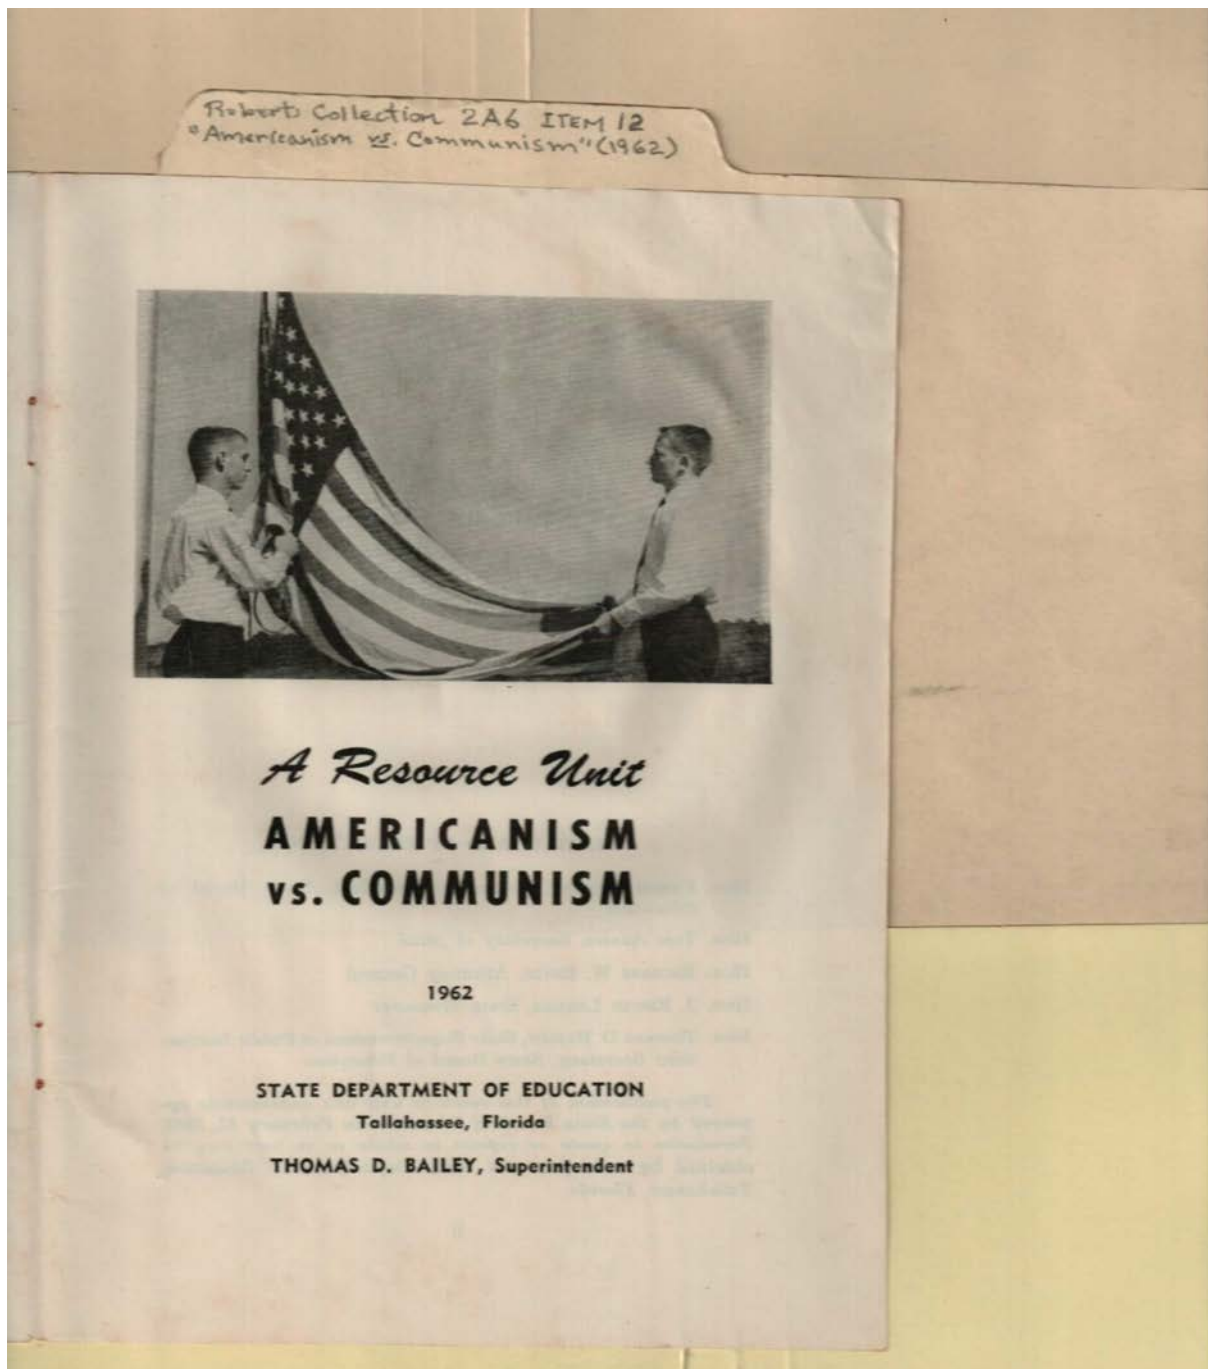 Roberts Collection 2A6 ITEM 12
"Americanism vs. Communism" (1962)
A Resource Unit
AMERICANISM
vs. COMMUNISM
1962
STATE DEPARTMENT OF EDUCATION
Tallahassee, Florida
THOMAS D. BAILEY, Superintendent